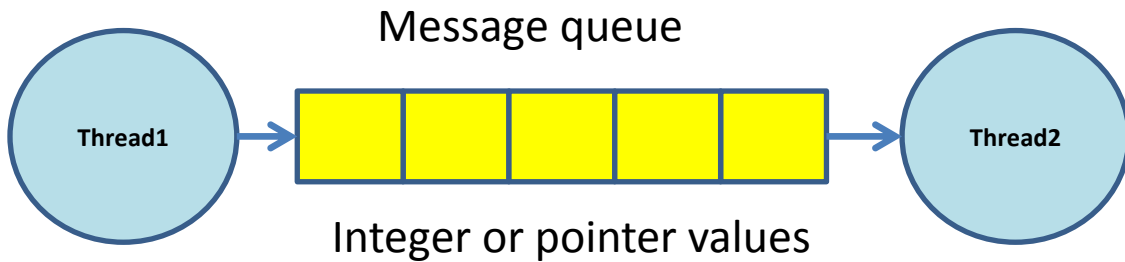 Message queue
Thread1
Thread2
Integer or pointer values